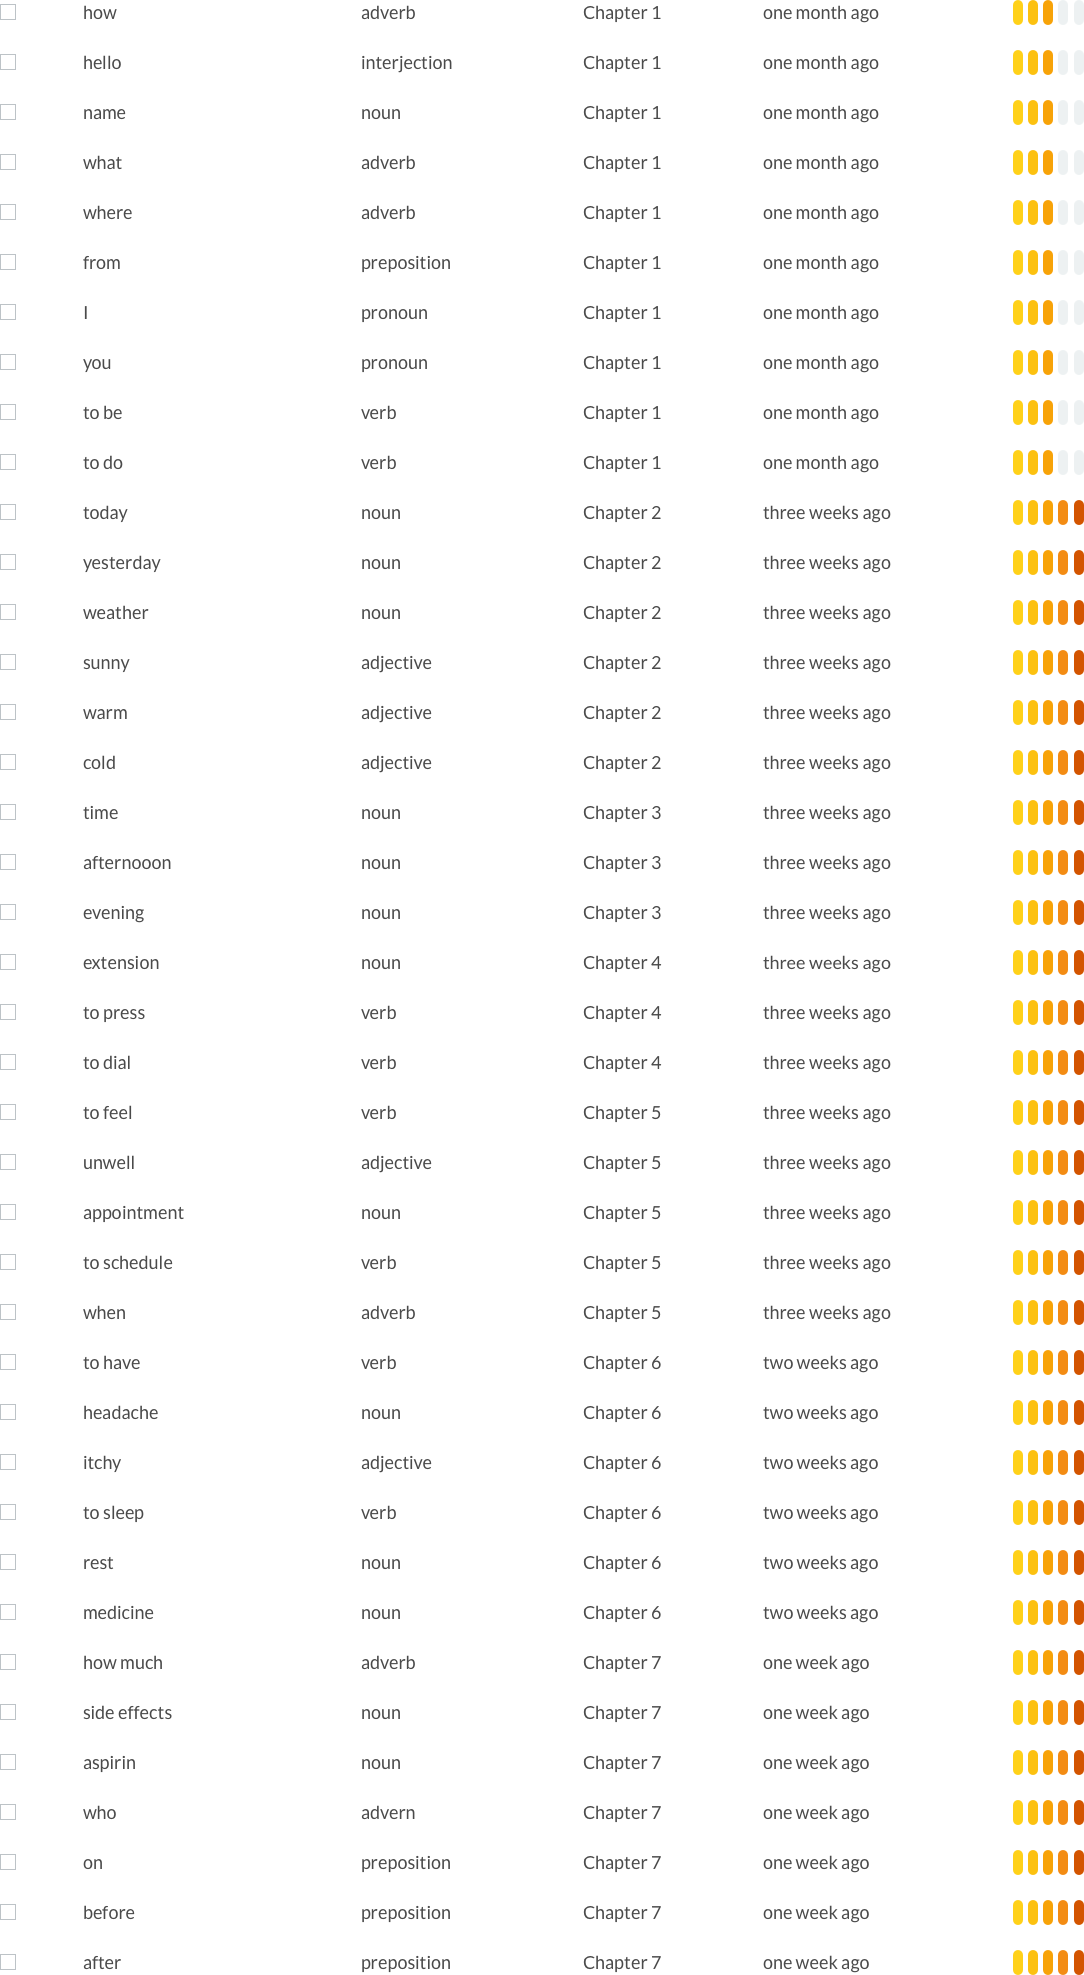 how adverb Chapter 1 one month ago
hello interjection Chapter 1 one month ago
name noun Chapter 1 one month ago
what adverb Chapter 1 one month ago
where adverb Chapter 1 one month ago
from preposition Chapter 1 one month ago
I pronoun Chapter 1 one month ago
you pronoun Chapter 1 one month ago
to be verb Chapter 1 one month ago
to do verb Chapter 1 one month ago
today noun Chapter 2 three weeks ago
yesterday noun Chapter 2 three weeks ago
weather noun Chapter 2 three weeks ago
sunny adjective Chapter 2 three weeks ago
warm adjective Chapter 2 three weeks ago
cold adjective Chapter 2 three weeks ago
time noun Chapter 3 three weeks ago
afternooon noun Chapter 3 three weeks ago
evening noun Chapter 3 three weeks ago
extension noun Chapter 4 three weeks ago
to press verb Chapter 4 three weeks ago
to dial verb Chapter 4 three weeks ago
to feel verb Chapter 5 three weeks ago
unwell adjective Chapter 5 three weeks ago
appointment noun Chapter 5 three weeks ago
to schedule verb Chapter 5 three weeks ago
when adverb Chapter 5 three weeks ago
to have verb Chapter 6 two weeks ago
headache noun Chapter 6 two weeks ago
itchy adjective Chapter 6 two weeks ago
to sleep verb Chapter 6 two weeks ago
rest noun Chapter 6 two weeks ago
medicine noun Chapter 6 two weeks ago
how much adverb Chapter 7 one week ago
side effects noun Chapter 7 one week ago
aspirin noun Chapter 7 one week ago
who advern Chapter 7 one week ago
on preposition Chapter 7 one week ago
before preposition Chapter 7 one week ago
after preposition Chapter 7 one week ago